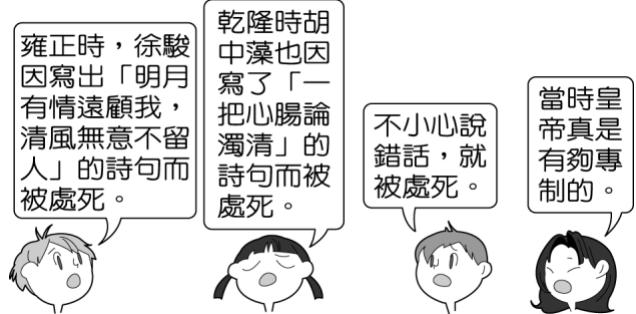 雍正時，徐駿
因寫出「明月
有情遠顧我，
清風無意不留
人」的詩句而
被處死。
乾隆時胡
中藻也因
寫了「一
把心腸論
濁清」的
詩句而被
處死。
不小心說
錯話，就
被處死。
當時皇
帝真是
有夠專
制的。